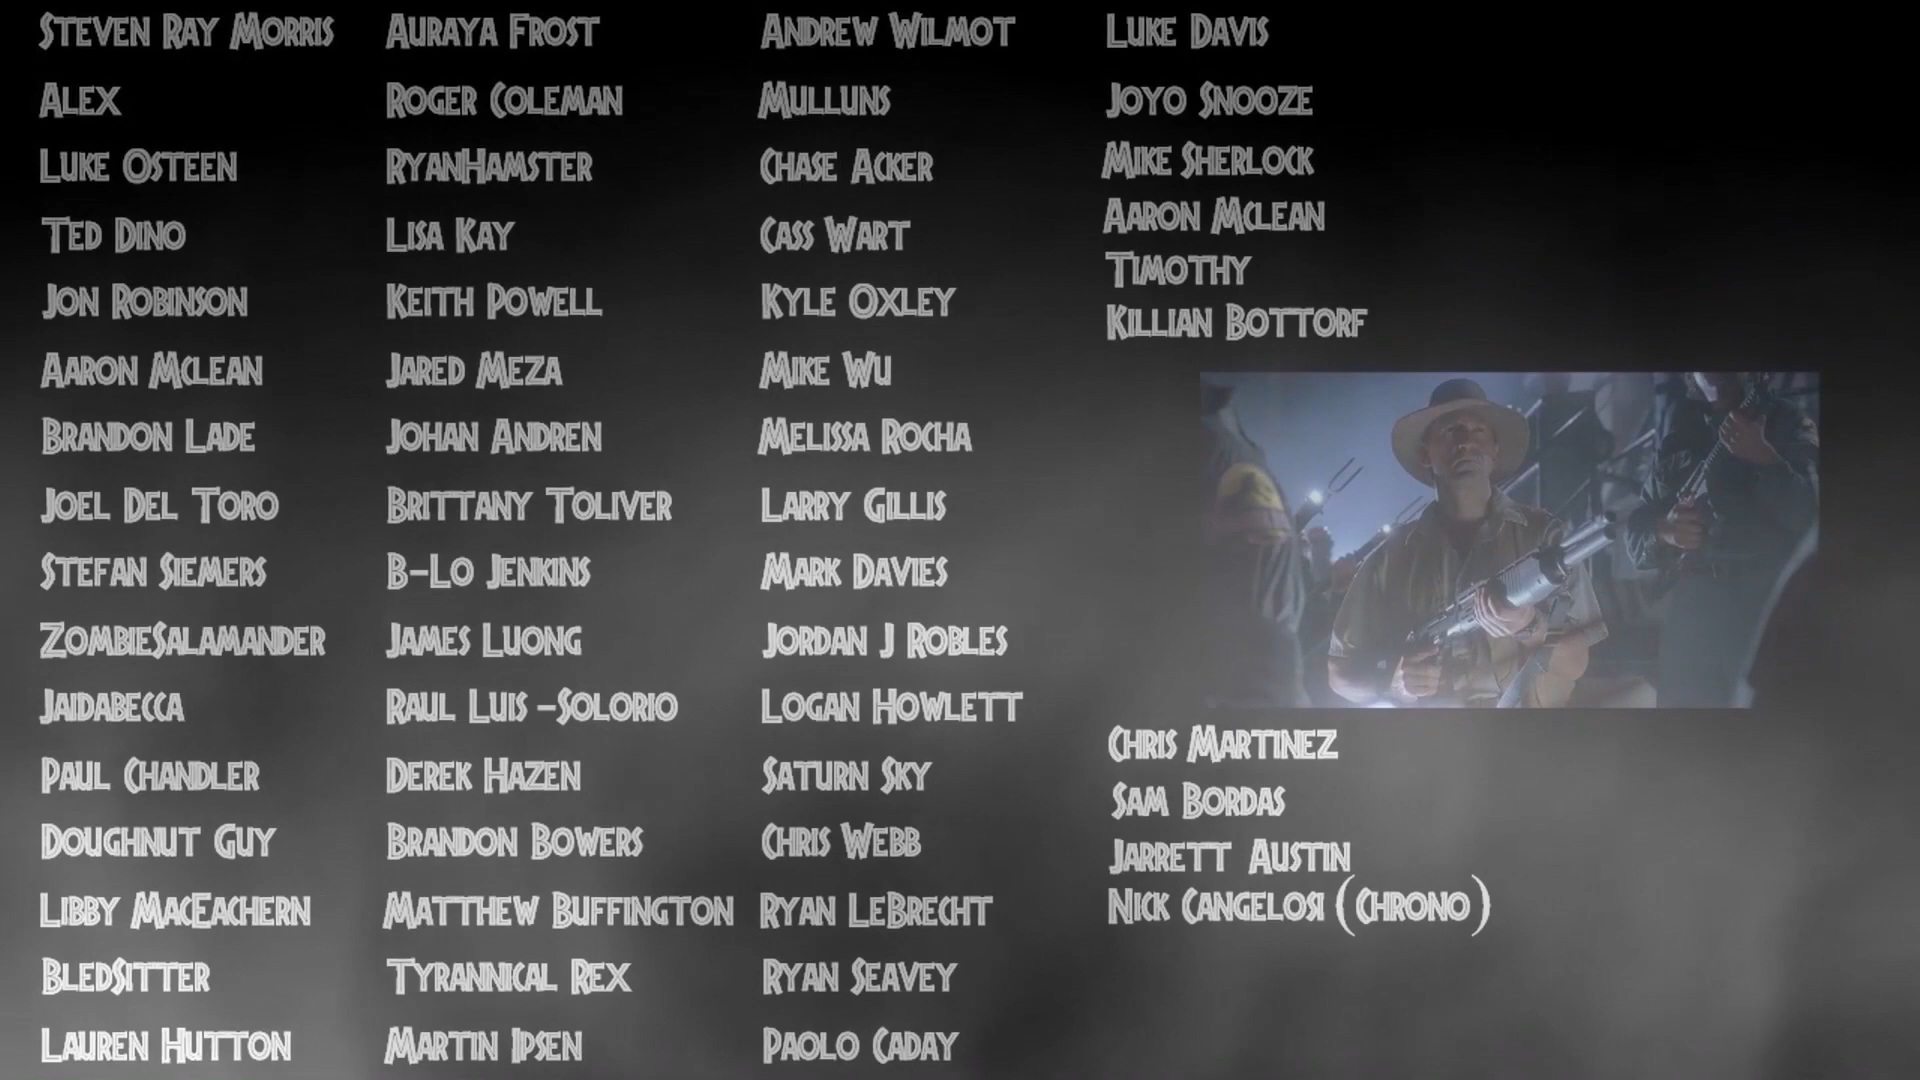 Steven Ray Morris
Alex
Luke Osteen
Ted Dino
Jon Robinson
Aaron McLean
Brandon Lade
Joel Del Toro
Stefan Siemers
ZombieSalamander
Jaidabecca
Paul Chandler
Doughnut Guy
Libby MacEachern
BledSitter
Lauren Hutton
Auraya Frost
Roger Coleman
RyanHamster
Lisa Kay
Keith Powell
Jared Meza
Johan Andren
Brittany Toliver
B-Lo Jenkins
James Luong
Raul Luis -Solorio
Derek Hazen
Brandon Bowers
Matthew Buffington
Tyrannical Rex
Martin Ipsen
Andrew Wilmot
Mulluns
Chase Acker
Cass Wart
Kyle Oxley
Mike Wu
Melissa Rocha
Larry Gillis
Mark Davies
Jordan J Robles
Logan Howlett
Saturn Sky
Chris Webb
Ryan LeBrecht
Ryan Seavey
Paolo Caday
Luke Davis
Joyo Snooze
Mike Sherlock
Aaron McLean
Timothy
Killian Bottorf
Chris Martinez
Sam Bordas
Jarrett Austin
Nick Cangelosi (Chrono)